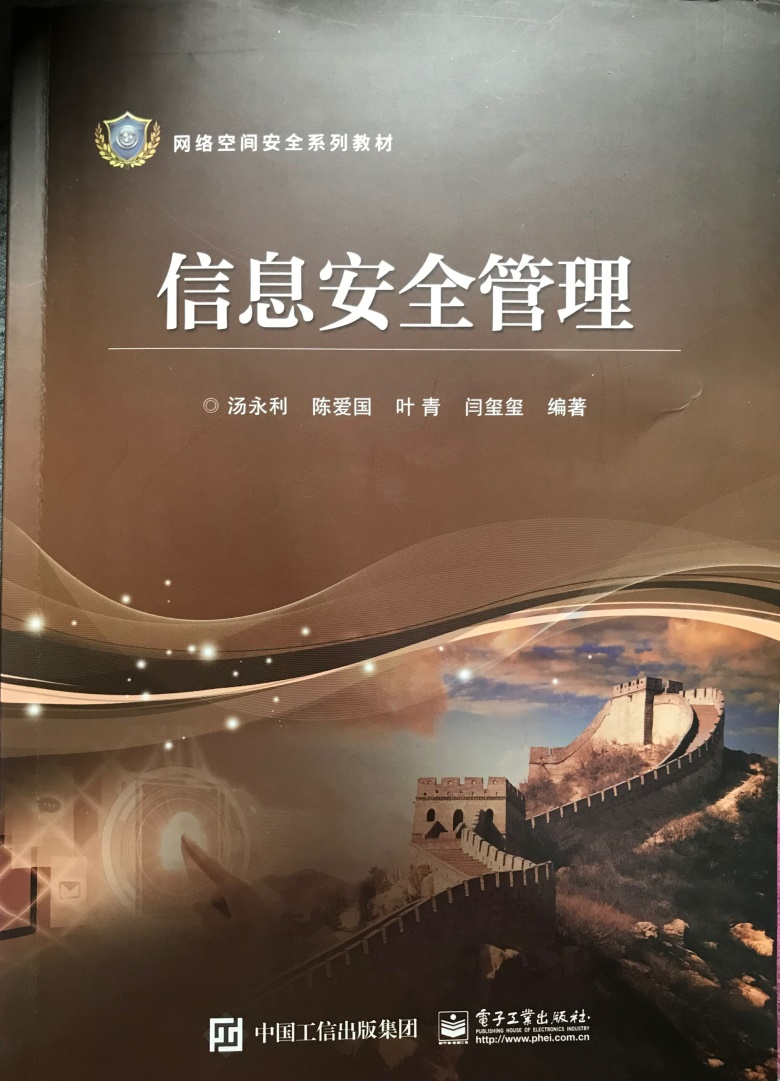 网络空间安全系列教材
信息安全管理
◎ 汤永利 陈爱国 叶青 闫玺玺 编著
中国工信出版集团
電子工業出版社·
PUBLISHING HOUSE OF ELECTRONICS INDUSTRY
http://www.phei.com.cn